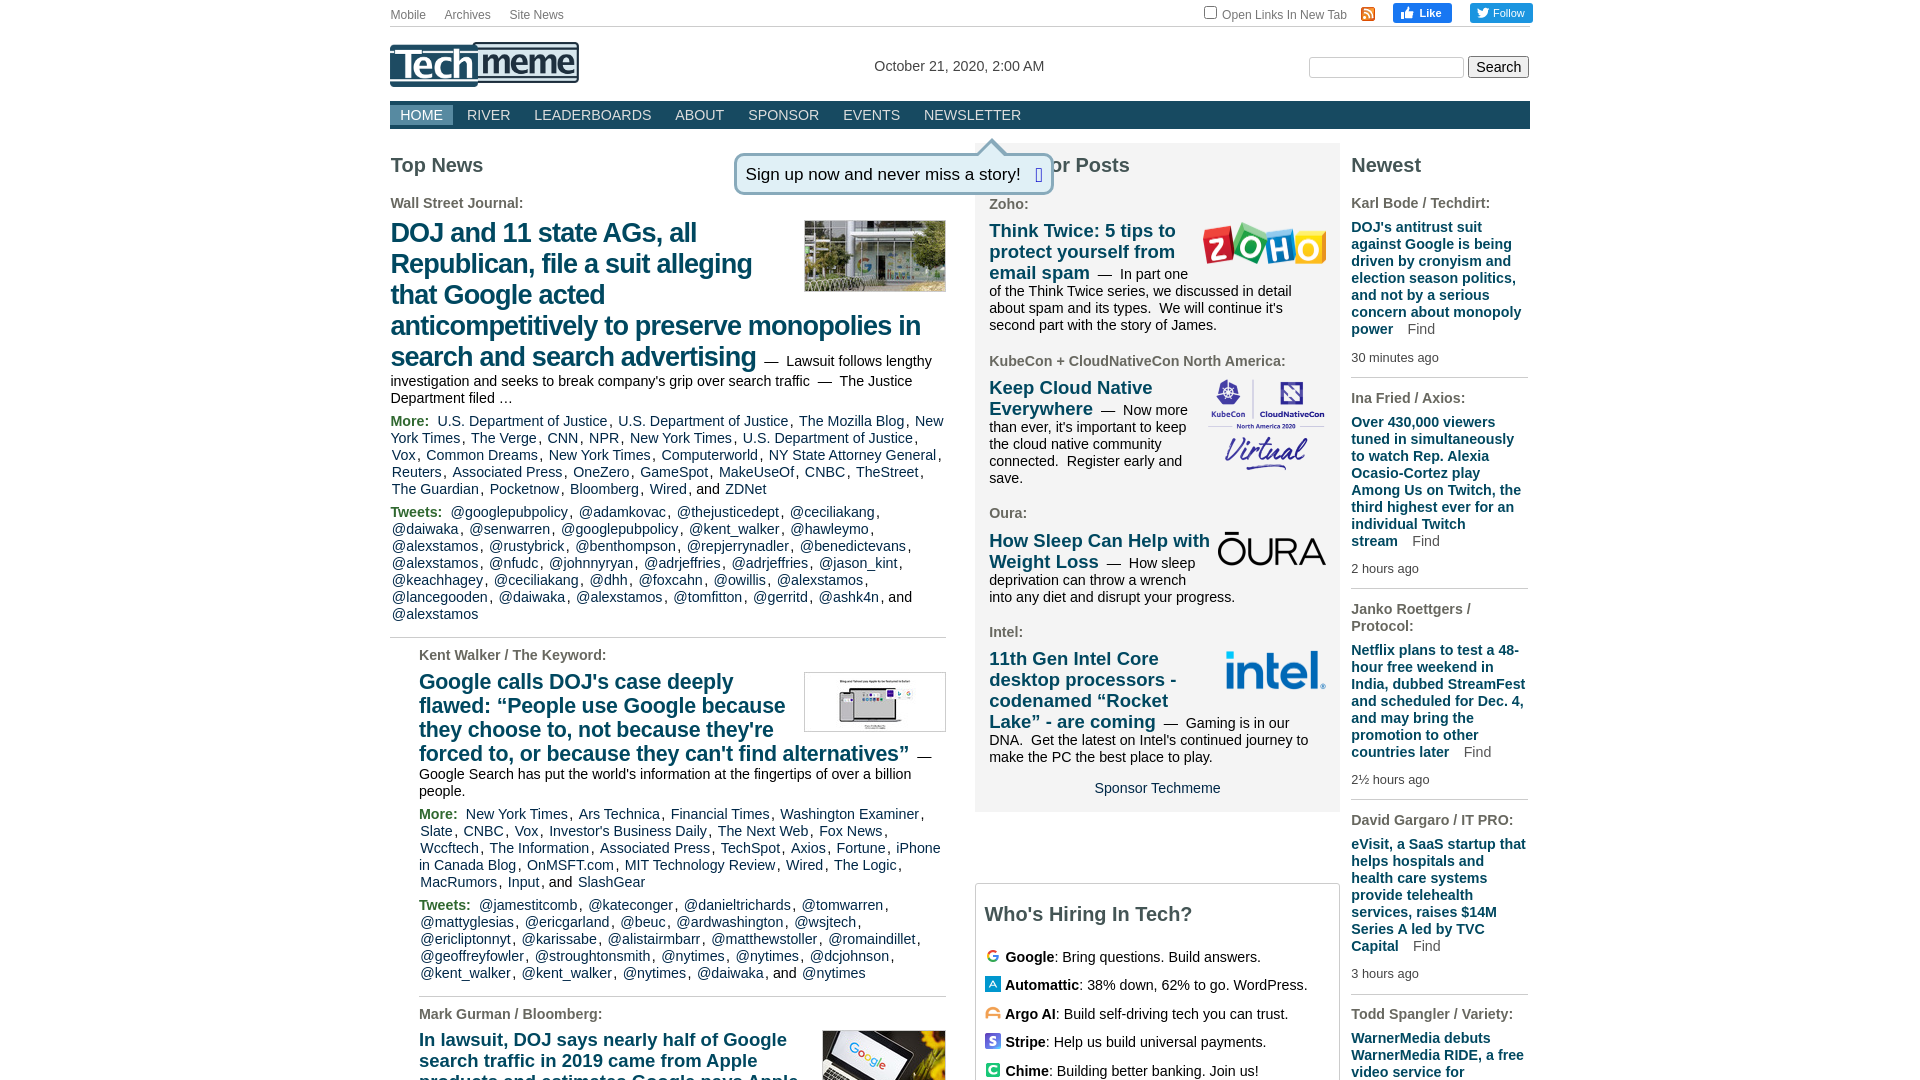 Mobile Archives Site News
Open Links In New Tab
Like
Follow
Techmeme
October 21, 2020, 2:00 AM
Search
HOME RIVER LEADERBOARDS ABOUT SPONSOR EVENTS NEWSLETTER
Sign up now and never miss a story!
Top News
Wall Street Journal:
DOJ and 11 state AGs, all
Republican, file a suit alleging
that Google acted
anticompetitively to preserve monopolies in
search and search advertising — Lawsuit follows lengthy
investigation and seeks to break company's grip over search traffic — The Justice
Department filed …
More: U.S. Department of Justice, U.S. Department of Justice, The Mozilla Blog, New
York Times, The Verge, CNN, NPR, New York Times, U.S. Department of Justice,
Vox, Common Dreams, New York Times, Computerworld, NY State Attorney General,
Reuters, Associated Press, OneZero, GameSpot, MakeUseOf, CNBC, TheStreet,
The Guardian, Pocketnow, Bloomberg, Wired, and ZDNet
Tweets: @googlepubpolicy, @adamkovac, @thejusticedept, @ceciliakang,
@daiwaka, @senwarren, @googlepubpolicy, @kent_walker, @hawleymo,
@alexstamos, @rustybrick, @benthompson, @repjerrynadler, @benedictevans,
@alexstamos, @nfudc, @johnnyryan, @adrjeffries, @adrjeffries, @jason_kint,
@keachhagey, @ceciliakang, @dhh, @foxcahn, @owillis, @alexstamos,
@lancegooden, @daiwaka, @alexstamos, @tomfitton, @gerritd, @ashk4n, and
@alexstamos
Kent Walker / The Keyword:
Google calls DOJ's case deeply
flawed: “People use Google because
they choose to, not because they're
forced to, or because they can't find alternatives” —
Google Search has put the world's information at the fingertips of over a billion
people.
More: New York Times, Ars Technica, Financial Times, Washington Examiner,
Slate, CNBC, Vox, Investor's Business Daily, The Next Web, Fox News,
Wccftech, The Information, Associated Press, TechSpot, Axios, Fortune, iPhone
in Canada Blog, OnMSFT.com, MIT Technology Review, Wired, The Logic,
MacRumors, Input, and SlashGear
Tweets: @jamestitcomb, @kateconger, @danieltrichards, @tomwarren,
@mattyglesias, @ericgarland, @beuc, @ardwashington, @wsjtech,
@ericliptonnyt, @karissabe, @alistairmbarr, @matthewstoller, @romaindillet,
@geoffreyfowler, @stroughtonsmith, @nytimes, @nytimes, @dcjohnson,
@kent_walker, @kent_walker, @nytimes, @daiwaka, and @nytimes
Mark Gurman / Bloomberg:
In lawsuit, DOJ says nearly half of Google
search traffic in 2019 came from Apple
products and estimates Google pays Apple
Google
or Posts
Zoho:
ZOHO
Think Twice: 5 tips to
protect yourself from
email spam — In part one
of the Think Twice series, we discussed in detail
about spam and its types. We will continue it's
second part with the story of James.
KubeCon + CloudNativeCon North America:
Keep Cloud Native
Everywhere — Now more
than ever, it's important to keep
the cloud native community
connected. Register early and
save.
KubeCon CloudNativeCon
North America 2020
Virtual
Oura:
ŌURA
How Sleep Can Help with
Weight Loss — How sleep
deprivation can throw a wrench
into any diet and disrupt your progress.
Intel:
intel
11th Gen Intel Core
desktop processors -
codenamed “Rocket
Lake” - are coming — Gaming is in our
DNA. Get the latest on Intel's continued journey to
make the PC the best place to play.
Sponsor Techmeme
Who's Hiring In Tech?
Google: Bring questions. Build answers.
Automattic: 38% down, 62% to go. WordPress.
Argo AI: Build self-driving tech you can trust.
Stripe: Help us build universal payments.
Chime: Building better banking. Join us!
Newest
Karl Bode / Techdirt:
DOJ's antitrust suit
against Google is being
driven by cronyism and
election season politics,
and not by a serious
concern about monopoly
power Find
30 minutes ago
Ina Fried / Axios:
Over 430,000 viewers
tuned in simultaneously
to watch Rep. Alexia
Ocasio-Cortez play
Among Us on Twitch, the
third highest ever for an
individual Twitch
stream Find
2 hours ago
Janko Roettgers /
Protocol:
Netflix plans to test a 48-
hour free weekend in
India, dubbed StreamFest
and scheduled for Dec. 4,
and may bring the
promotion to other
countries later Find
2½ hours ago
David Gargaro / IT PRO:
eVisit, a SaaS startup that
helps hospitals and
health care systems
provide telehealth
services, raises $14M
Series A led by TVC
Capital Find
3 hours ago
Todd Spangler / Variety:
WarnerMedia debuts
WarnerMedia RIDE, a free
video service for